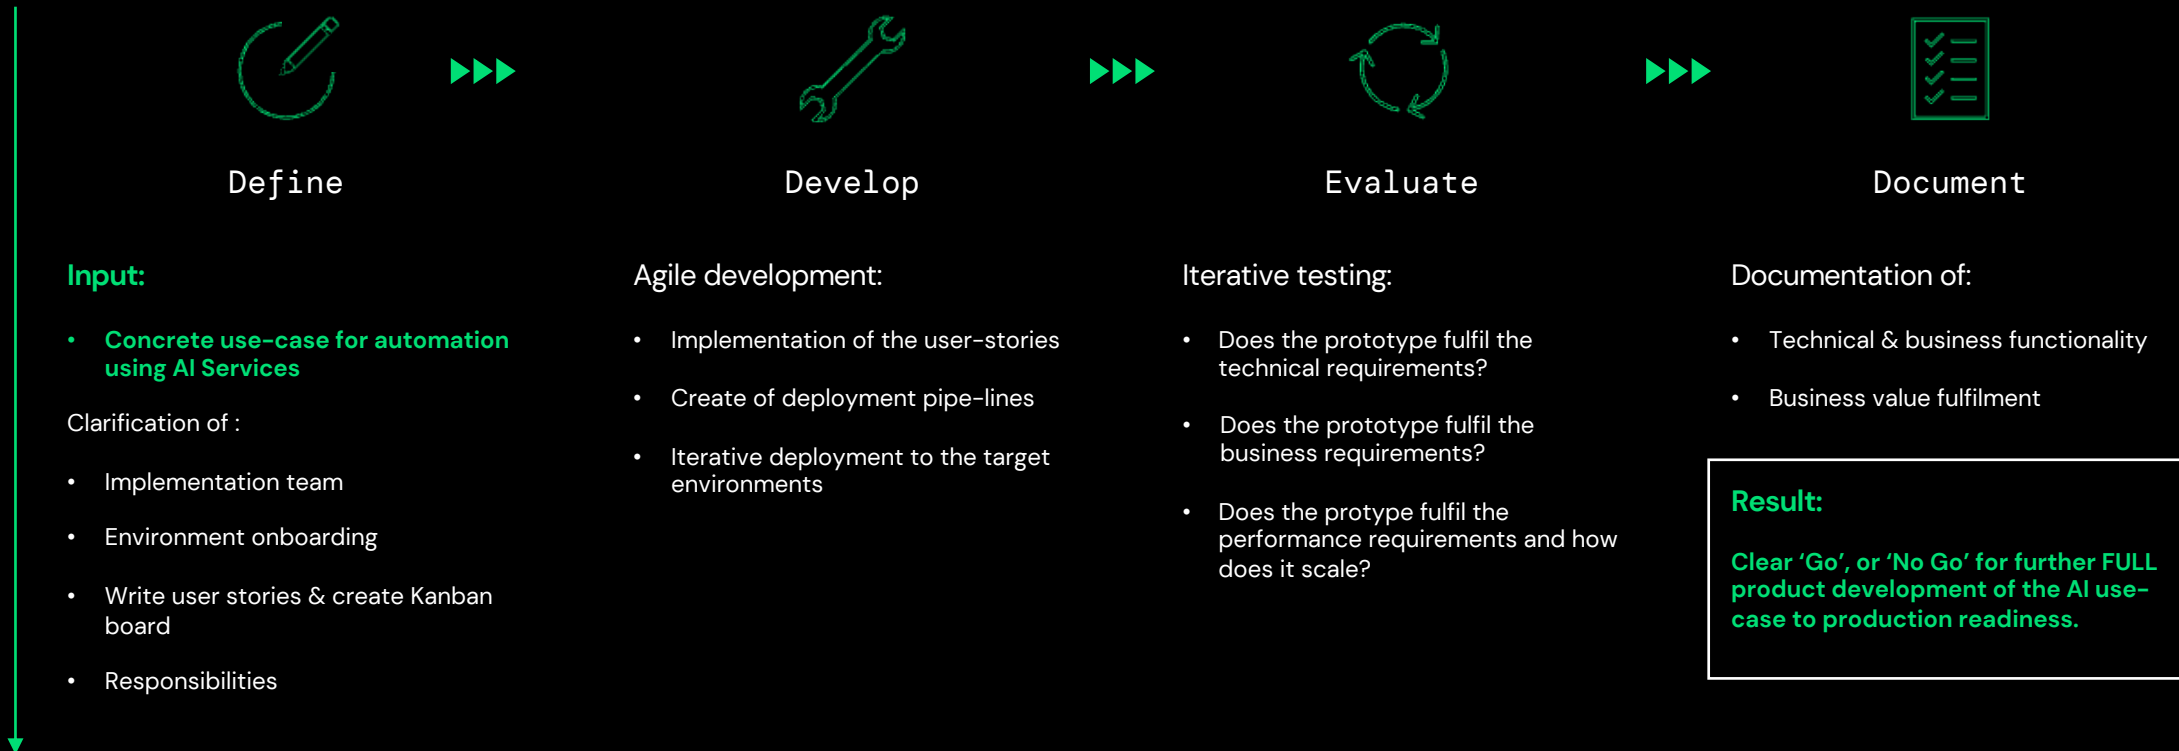 Define
Develop
Evaluate
Document
Input:
• Concrete use-case for automation
using AI Services
Clarification of :
• Implementation team
• Environment onboarding
• Write user stories & create Kanban
board
• Responsibilities
Agile development:
• Implementation of the user-stories
• Create of deployment pipe-lines
• Iterative deployment to the target
environments
Iterative testing:
• Does the prototype fulfil the
technical requirements?
• Does the prototype fulfil the
business requirements?
• Does the protype fulfil the
performance requirements and how
does it scale?
Documentation of:
• Technical & business functionality
• Business value fulfilment
Result:
Clear ‘Go’, or ‘No Go’ for further FULL
product development of the AI use-
case to production readiness.